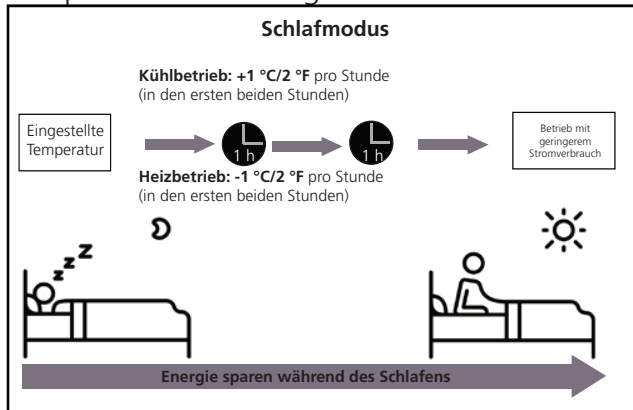 Schlafmodus
Kühlbetrieb: +1 °C/2 °F pro Stunde
(in den ersten beiden Stunden)
Eingestellte
Temperatur
1 h
1 h
Betrieb mit
geringerem
Stromverbrauch
Heizbetrieb: -1 °C/2 °F pro Stunde
(in den ersten beiden Stunden)
z z z
Energie sparen während des Schlafens